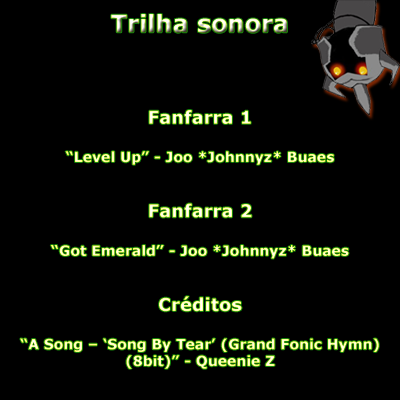 Trilha sonora
Fanfarra 1
“Level Up” - Joo *Johnnyz* Buaes
Fanfarra 2
“Got Emerald” - Joo *Johnnyz* Buaes
Créditos
“A Song – ‘Song By Tear’ (Grand Fonic Hymn)
(8bit)” - Queenie Z